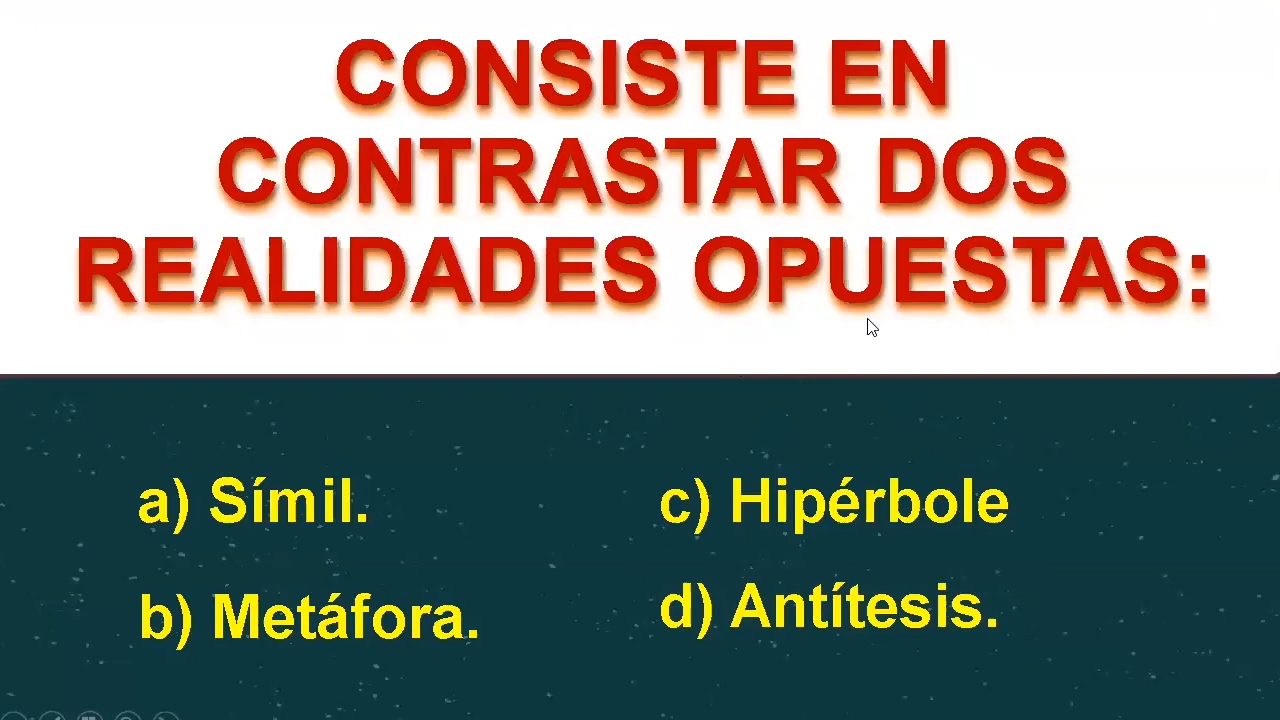 CONSISTE EN
CONTRASTAR DOS
REALIDADES OPUESTAS:
a) Símil.
b) Metáfora.
c) Hipérbole
d) Antítesis.